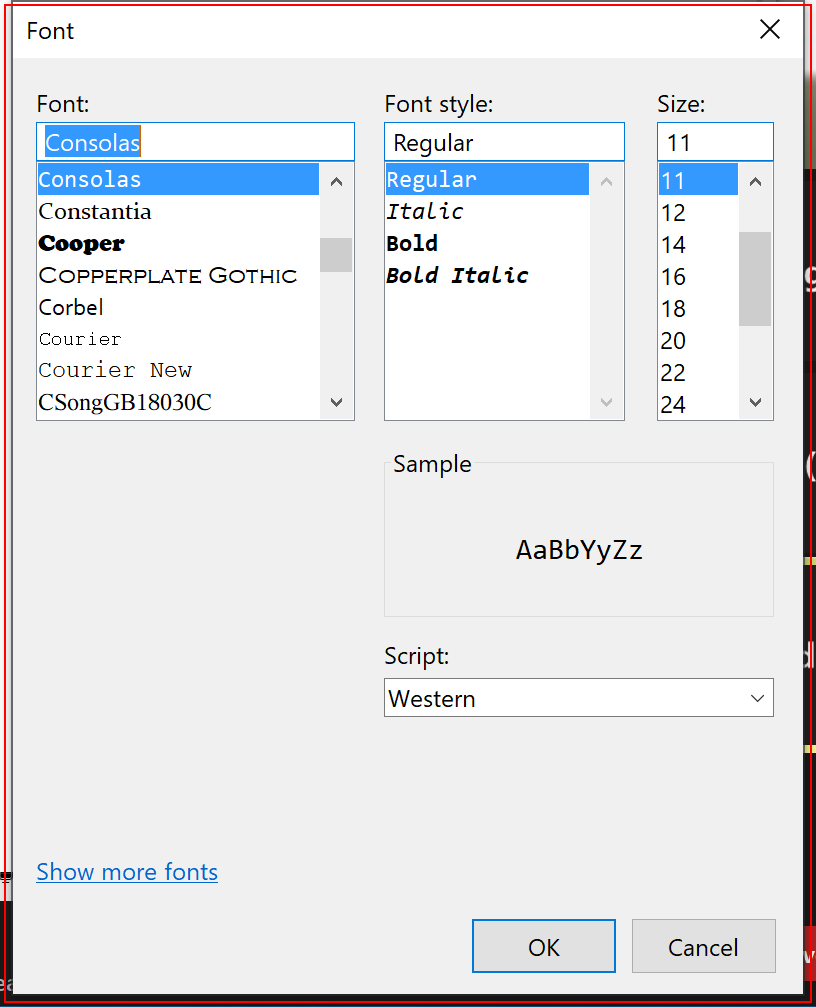 Font
Font:
Consolas
Consolas
Constantia
Cooper
Copperplate Gothic
Corbel
Courier
Courier New
CSongGB18030C
Font style:
Regular
Regular
Italic
Bold
Bold Italic
Size:
11
11
12
14
16
18
20
22
24
Sample
AaBbYyZz
Script:
Western
Show more fonts
OK
Cancel